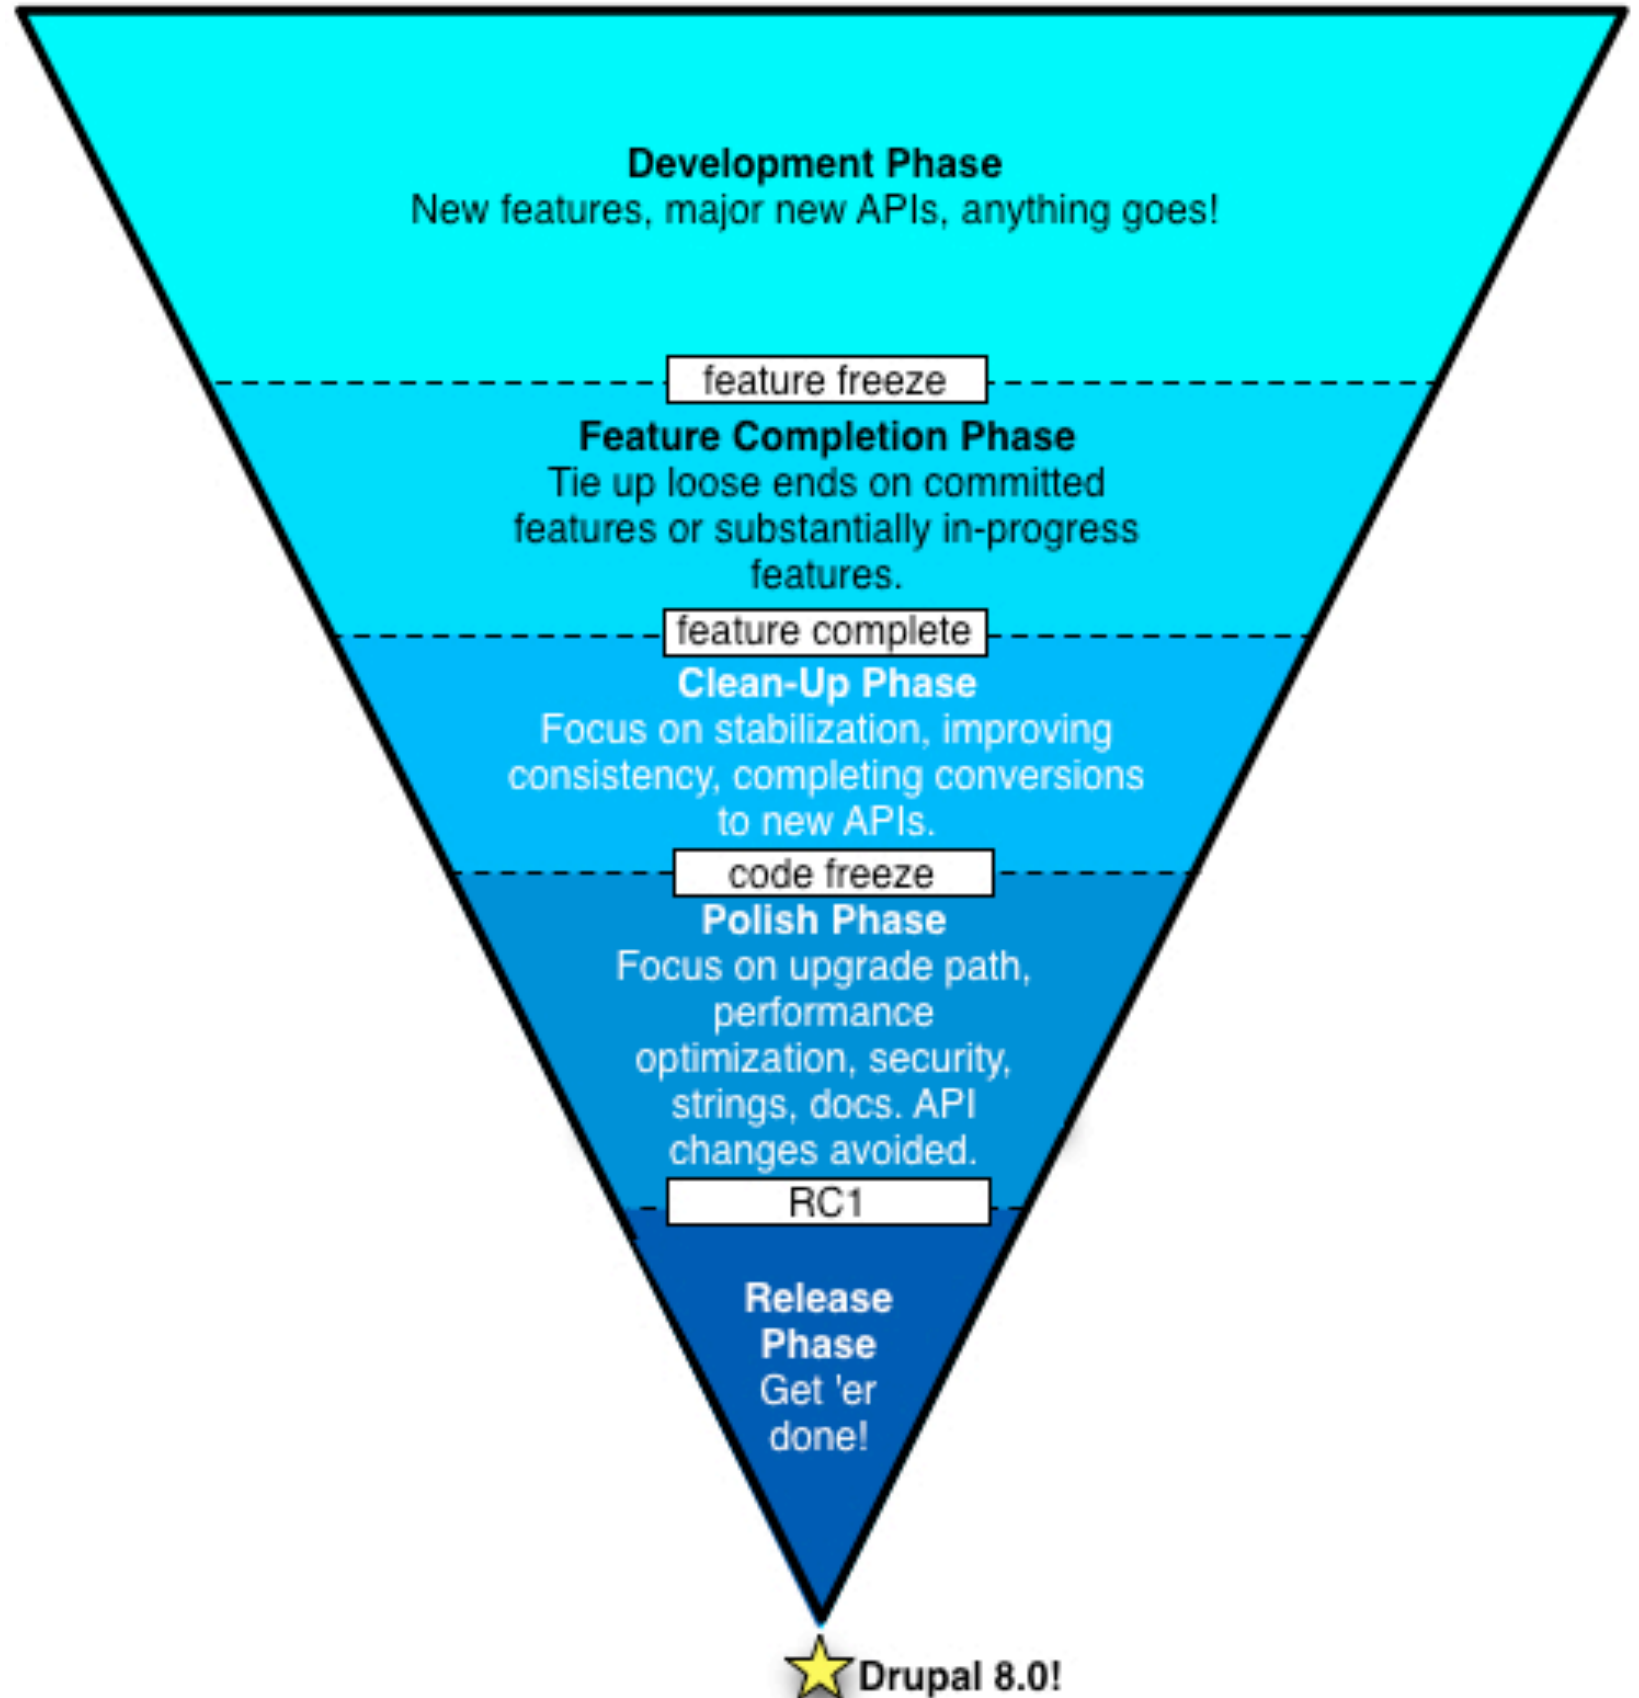 Development Phase
New features, major new APIs, anything goes!
feature freeze
Feature Completion Phase
Tie up loose ends on committed
features or substantially in-progress
features.
feature complete
Clean-Up Phase
Focus on stabilization, improving
consistency, completing conversions
to new APIs.
code freeze
Polish Phase
Focus on upgrade path,
performance
optimization, security,
strings, docs. API
changes avoided.
RC1
Release
Phase
Get 'er
done!
Drupal 8.0!